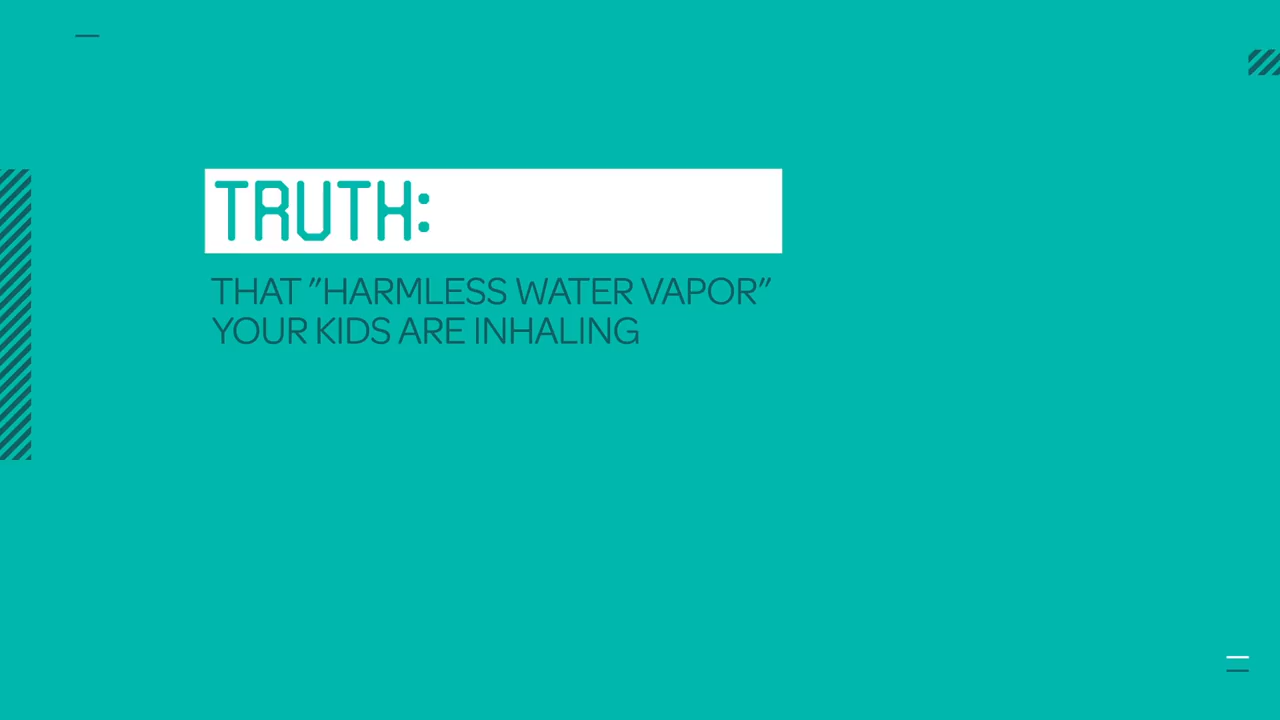 TRUTH:
THAT "HARMLESS WATER VAPOR"
YOUR KIDS ARE INHALING